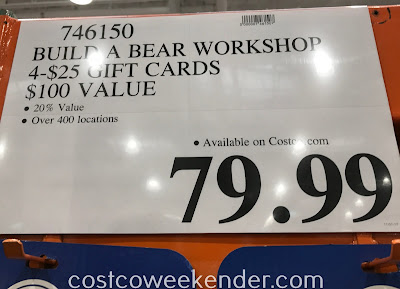 746150
BUILD A BEAR WORKSHOP
4-$25 GIFT CARDS
$100 VALUE
• 20% Value
• Over 400 locations
• Available on Costco.com
79.99
costcoweekender.com